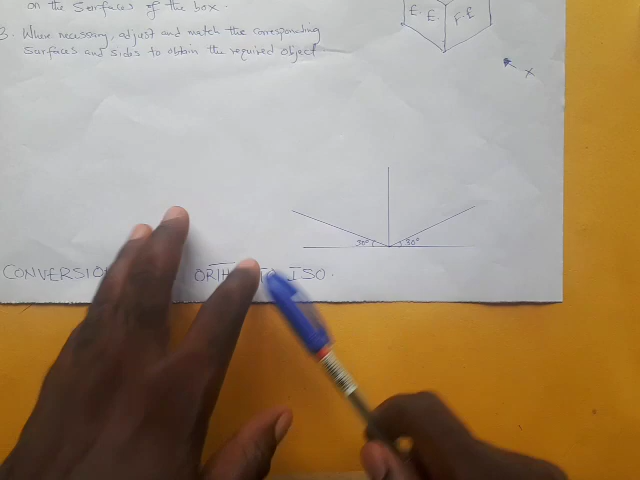 on the Surfaces of the box.
3. Where necessary, adjust and match the corresponding
Surfaces and sides to obtain the required object
E.E F.E
X
30° 30°
CONVERSION ORTH TO ISO.